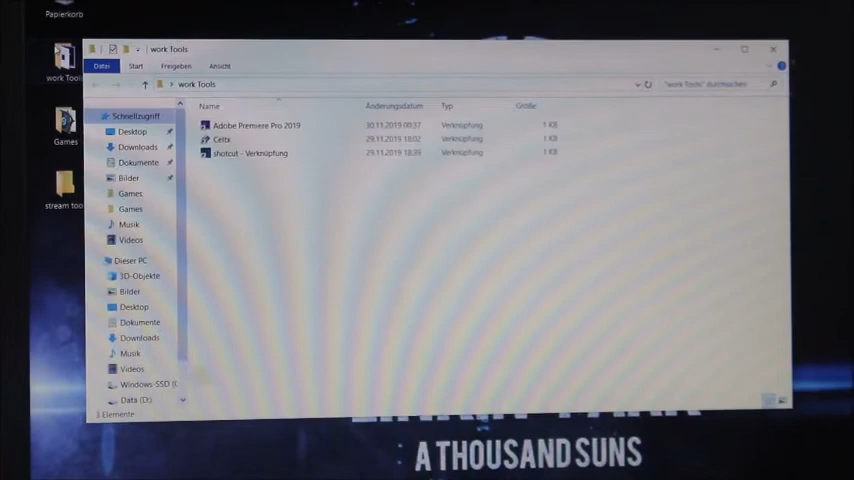 Papierkorb
work Tools
Datei Start Freigeben Ansicht
work Tools
"work Tools" durchsuchen
work Tools
Games
stream too
Schnellzugriff
Desktop
Downloads
Dokumente
Bilder
Games
Games
Musik
Videos
Dieser PC
3D-Objekte
Bilder
Desktop
Dokumente
Downloads
Musik
Videos
Windows-SSD (C
Data (D:)
Name Änderungsdatum Typ Größe
Adobe Premiere Pro 2019 30.11.2019 00:37 Verknüpfung 1 KB
Celtx 29.11.2019 18:02 Verknüpfung 1 KB
shotcut - Verknüpfung 29.11.2019 18:39 Verknüpfung 1 KB
3 Elemente
A THOUSAND SUNS